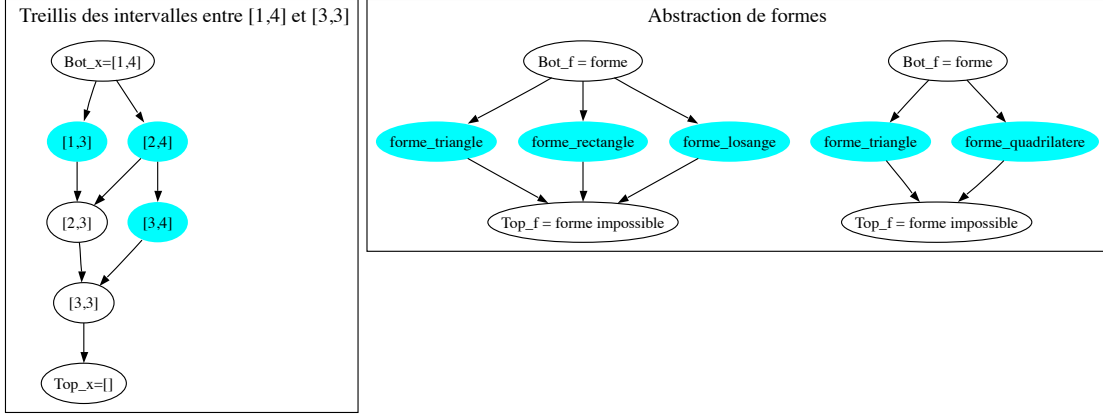 Treillis des intervalles entre [1,4] et [3,3]
Bot_x=[1,4]
[1,3]
[2,4]
[2,3]
[3,4]
[3,3]
Top_x=[]
Abstraction de formes
Bot_f = forme
forme_triangle
forme_rectangle
forme_losange
Top_f = forme impossible
Bot_f = forme
forme_triangle
forme_quadrilatere
Top_f = forme impossible